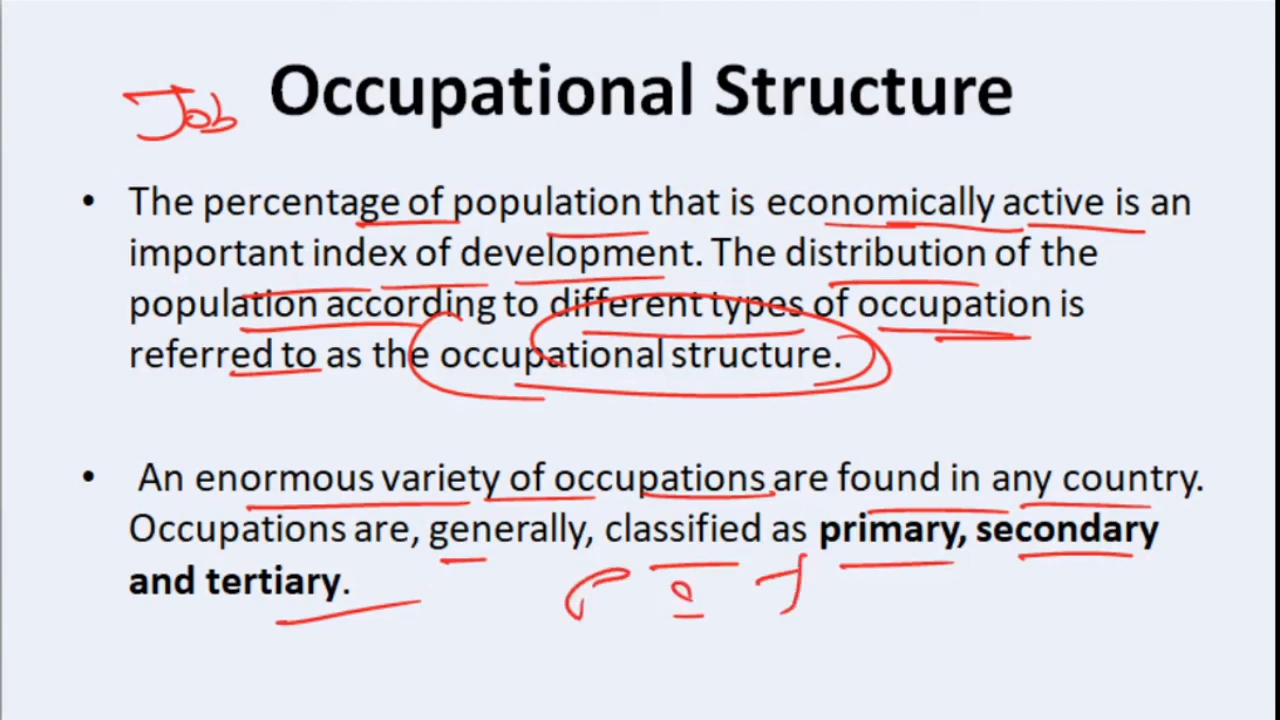 Job
Occupational Structure
• The percentage of population that is economically active is an
important index of development. The distribution of the
population according to different types of occupation is
referred to as the occupational structure.
• An enormous variety of occupations are found in any country.
Occupations are, generally, classified as primary, secondary
and tertiary.